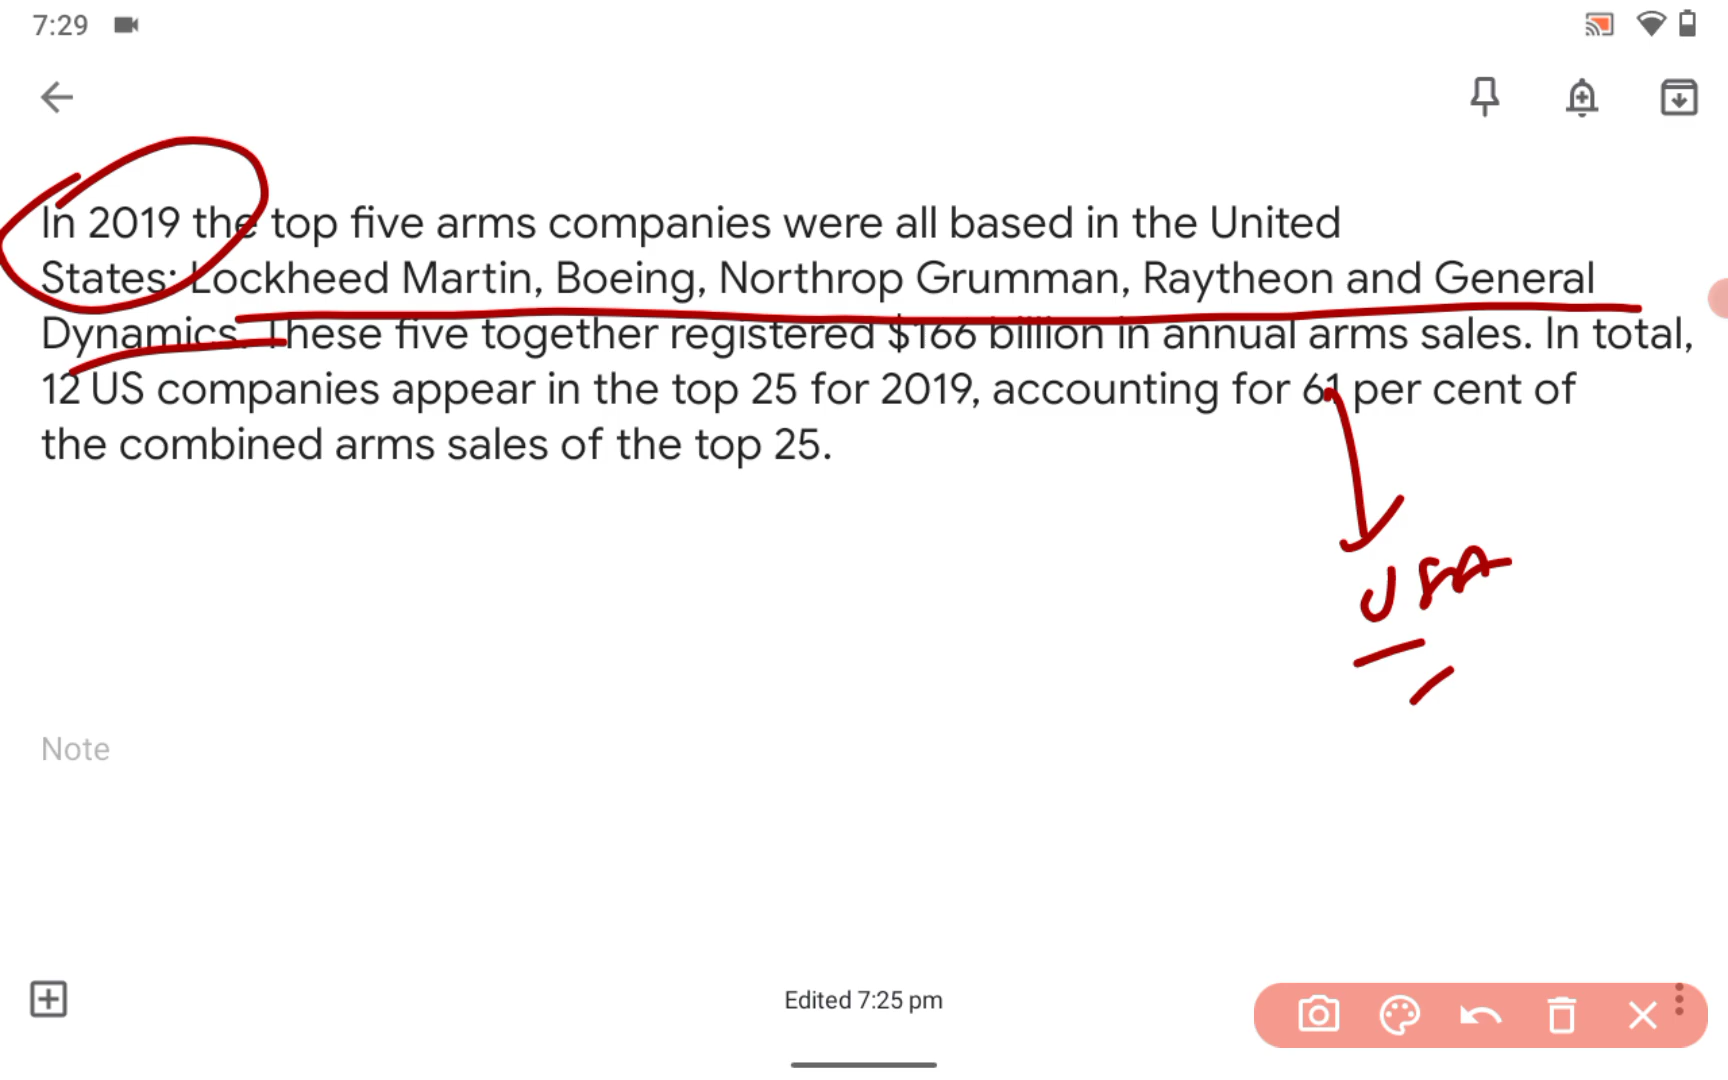 7:29
In 2019 the top five arms companies were all based in the United
States: Lockheed Martin, Boeing, Northrop Grumman, Raytheon and General
Dynamics. These five together registered $166 billion in annual arms sales. In total,
12 US companies appear in the top 25 for 2019, accounting for 61 per cent of
the combined arms sales of the top 25.
USA
Note
Edited 7:25 pm